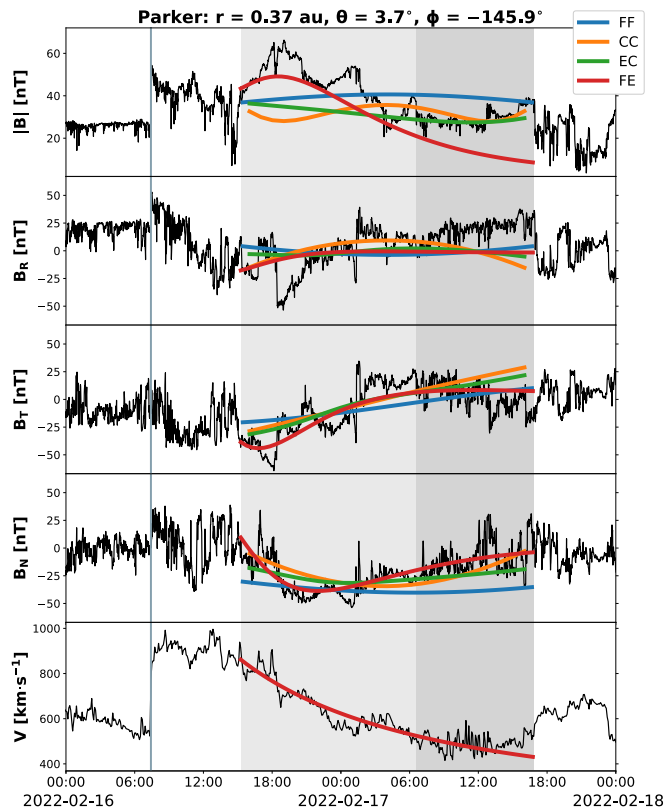 Parker: r = 0.37 au, θ = 3.7°, ϕ = −145.9°
FF
CC
EC
FE
|B| [nT]
60
40
20
B_R [nT]
50
25
0
−25
−50
B_T [nT]
50
25
0
−25
−50
B_N [nT]
50
25
0
−25
−50
V [km·s⁻¹]
1000
800
600
400
00:00 06:00 12:00 18:00 00:00 06:00 12:00 18:00 00:00
2022-02-16 2022-02-17 2022-02-18